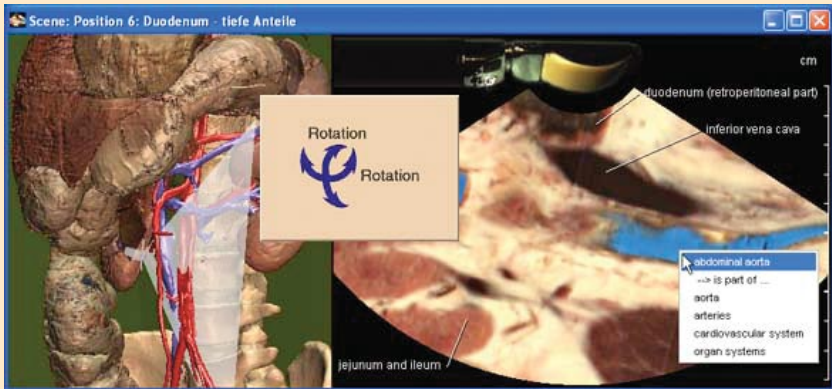 Scene: Position 6: Duodenum - tiefe Anteile
cm
duodenum (retroperitoneal part)
inferior vena cava
Rotation
Rotation
abdominal aorta
--> is part of ...
aorta
arteries
cardiovascular system
organ systems
jejunum and ileum